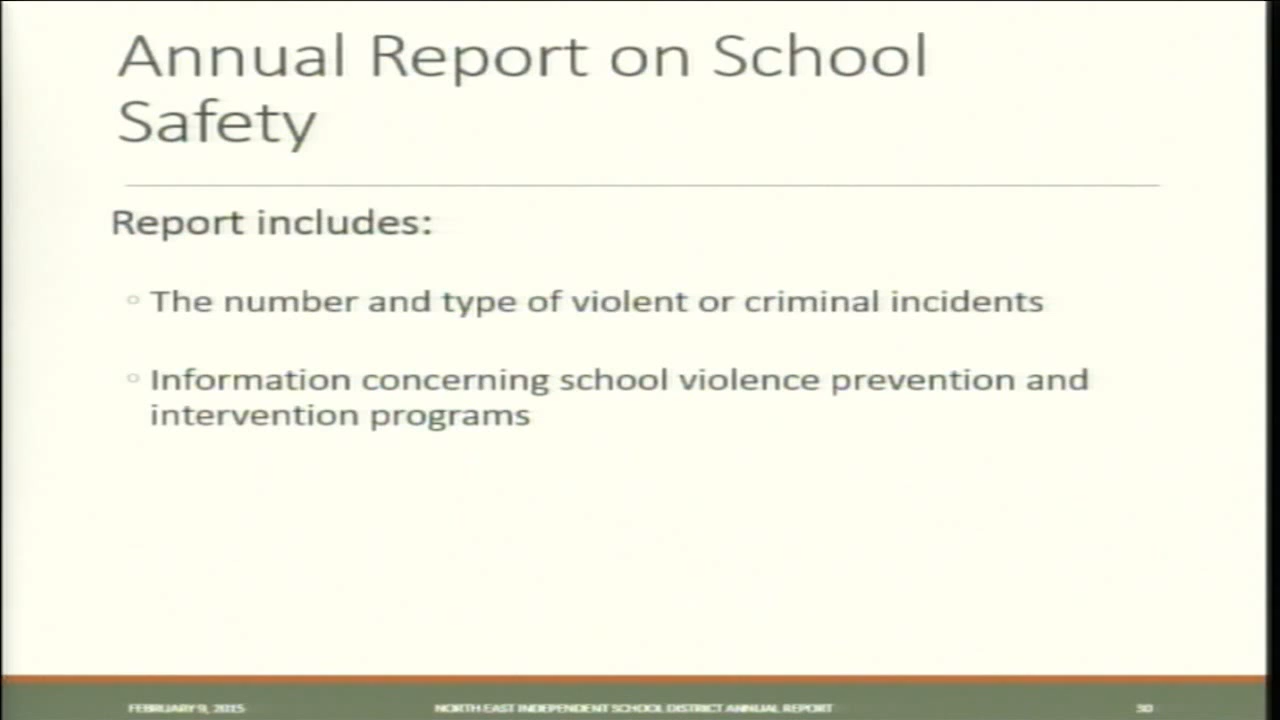 Annual Report on School
Safety
Report includes:
The number and type of violent or criminal incidents
Information concerning school violence prevention and
intervention programs
FEBRUARY 9, 2015
NORTH EAST INDEPENDENT SCHOOL DISTRICT ANNUAL REPORT
30